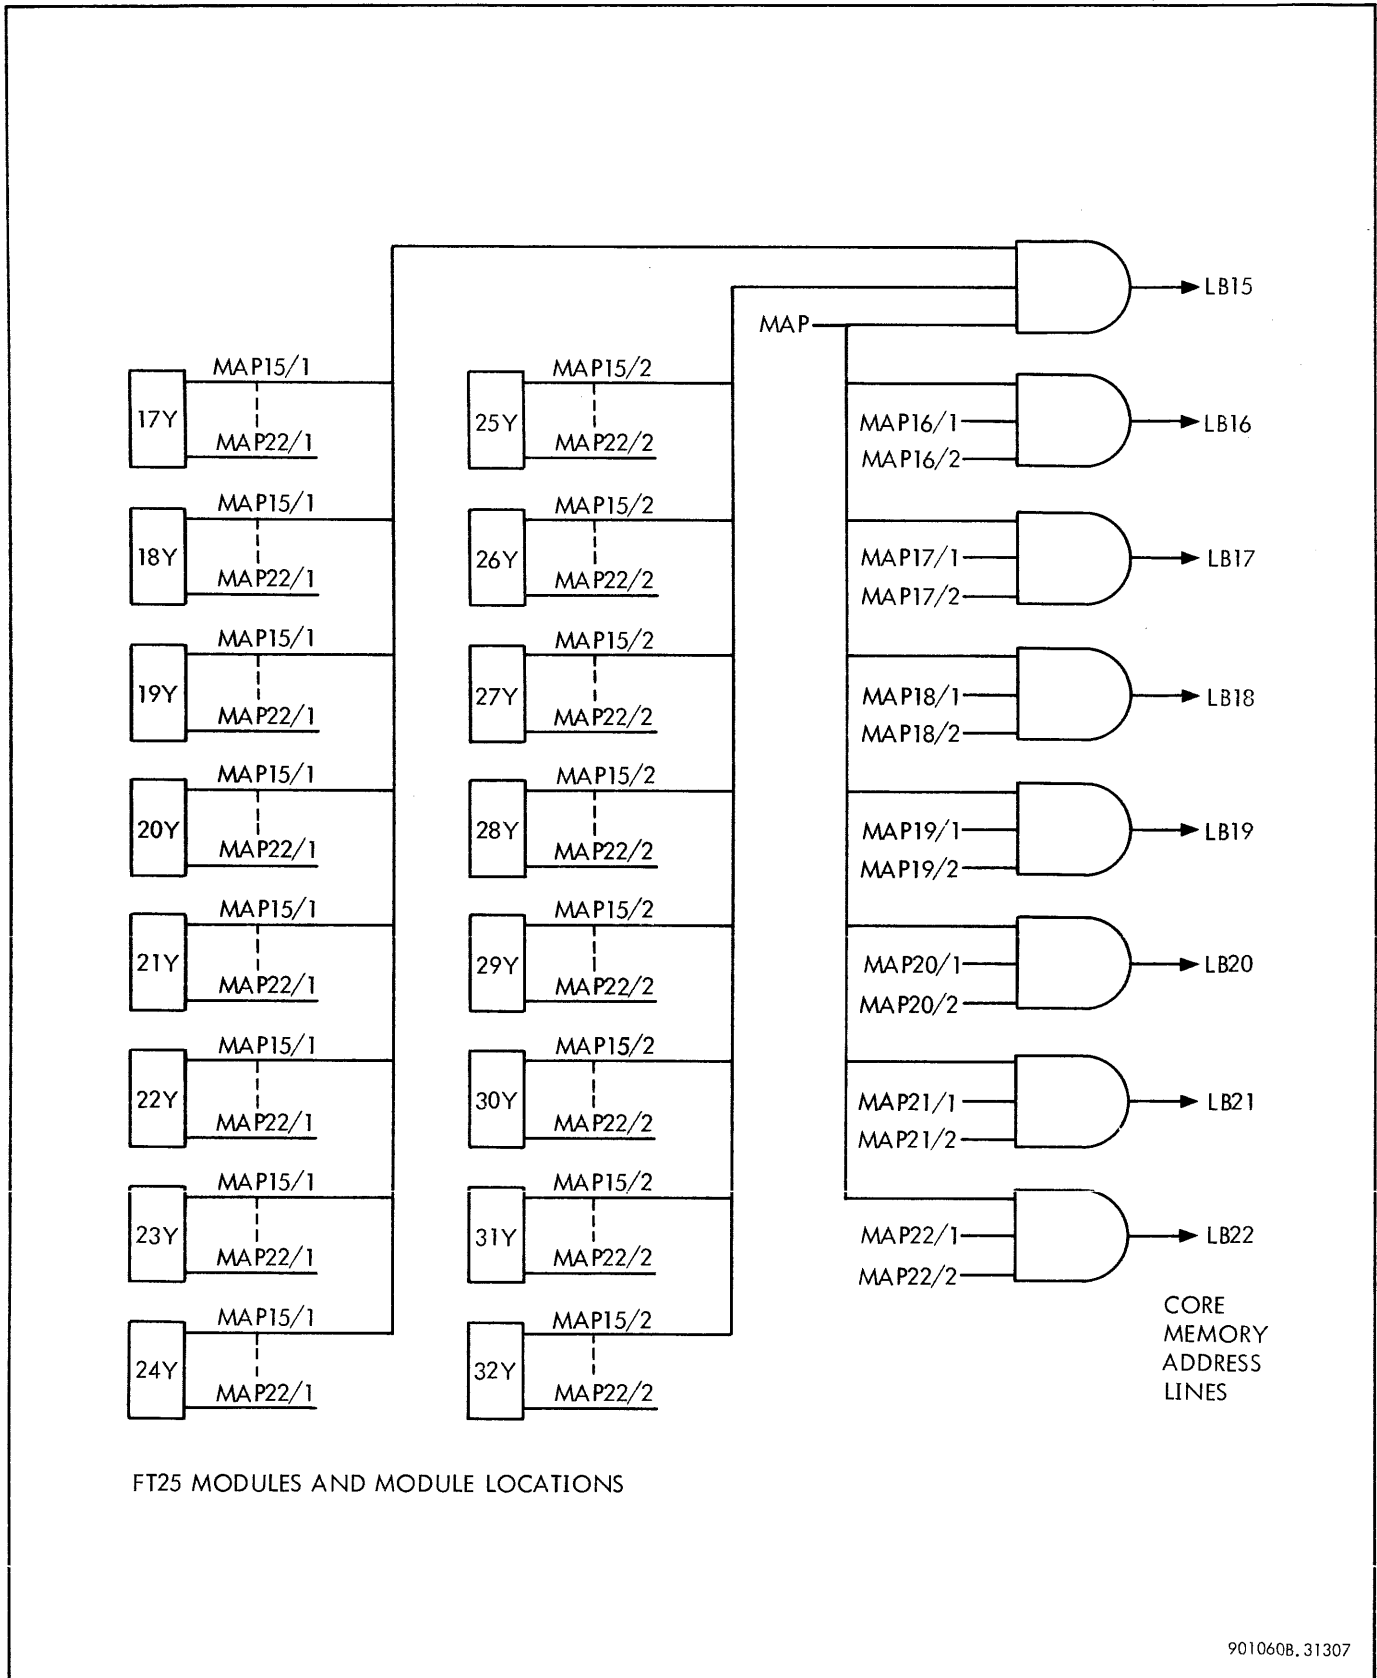 LB15
MAP
MAP15/1
17Y
MAP22/1
MAP15/2
25Y
MAP22/2
MAP16/1
MAP16/2
LB16
MAP15/1
18Y
MAP22/1
MAP15/2
26Y
MAP22/2
MAP17/1
MAP17/2
LB17
MAP15/1
19Y
MAP22/1
MAP15/2
27Y
MAP22/2
MAP18/1
MAP18/2
LB18
MAP15/1
20Y
MAP22/1
MAP15/2
28Y
MAP22/2
MAP19/1
MAP19/2
LB19
MAP15/1
21Y
MAP22/1
MAP15/2
29Y
MAP22/2
MAP20/1
MAP20/2
LB20
MAP15/1
22Y
MAP22/1
MAP15/2
30Y
MAP22/2
MAP21/1
MAP21/2
LB21
MAP15/1
23Y
MAP22/1
MAP15/2
31Y
MAP22/2
MAP22/1
MAP22/2
LB22
MAP15/1
24Y
MAP22/1
MAP15/2
32Y
MAP22/2
CORE
MEMORY
ADDRESS
LINES
FT25 MODULES AND MODULE LOCATIONS
901060B.31307